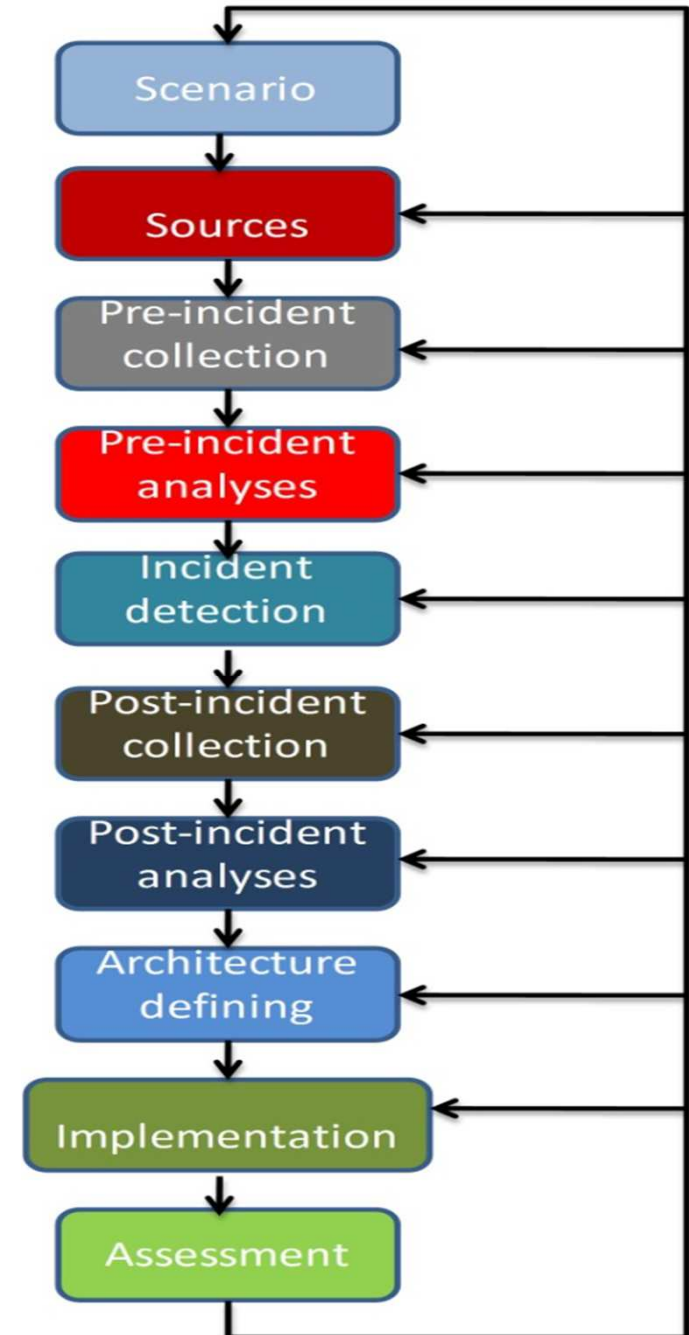 Scenario
Sources
Pre-incident
collection
Pre-incident
analyses
Incident
detection
Post-incident
collection
Post-incident
analyses
Architecture
defining
Implementation
Assessment